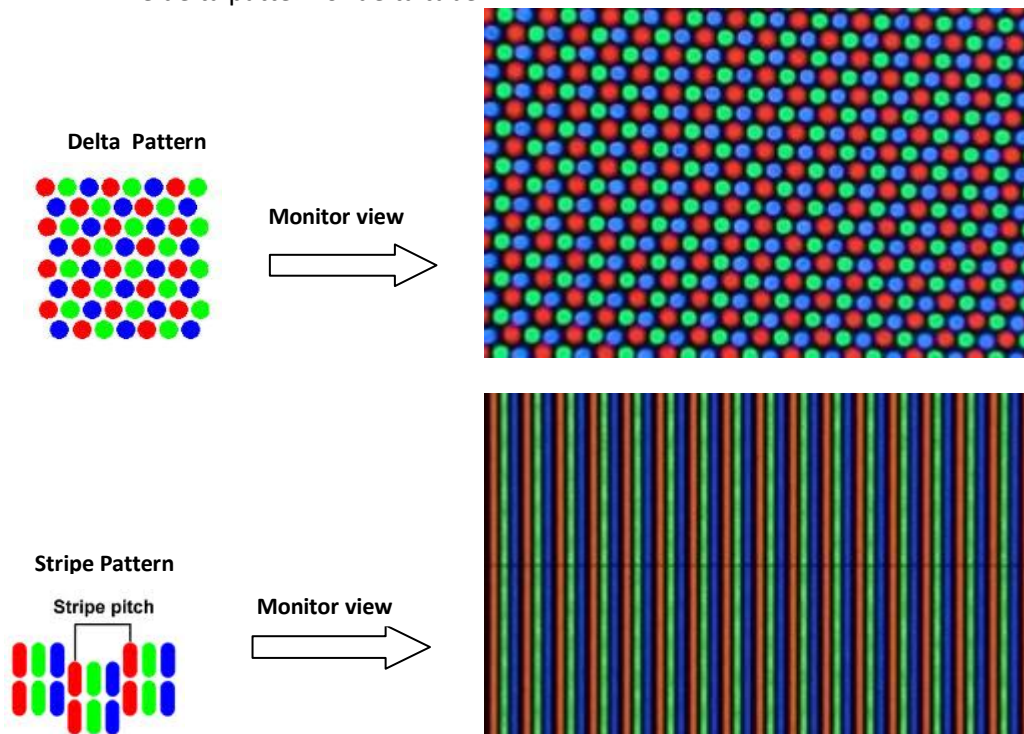 Delta Pattern
Monitor view
Stripe Pattern
Stripe pitch
Monitor view